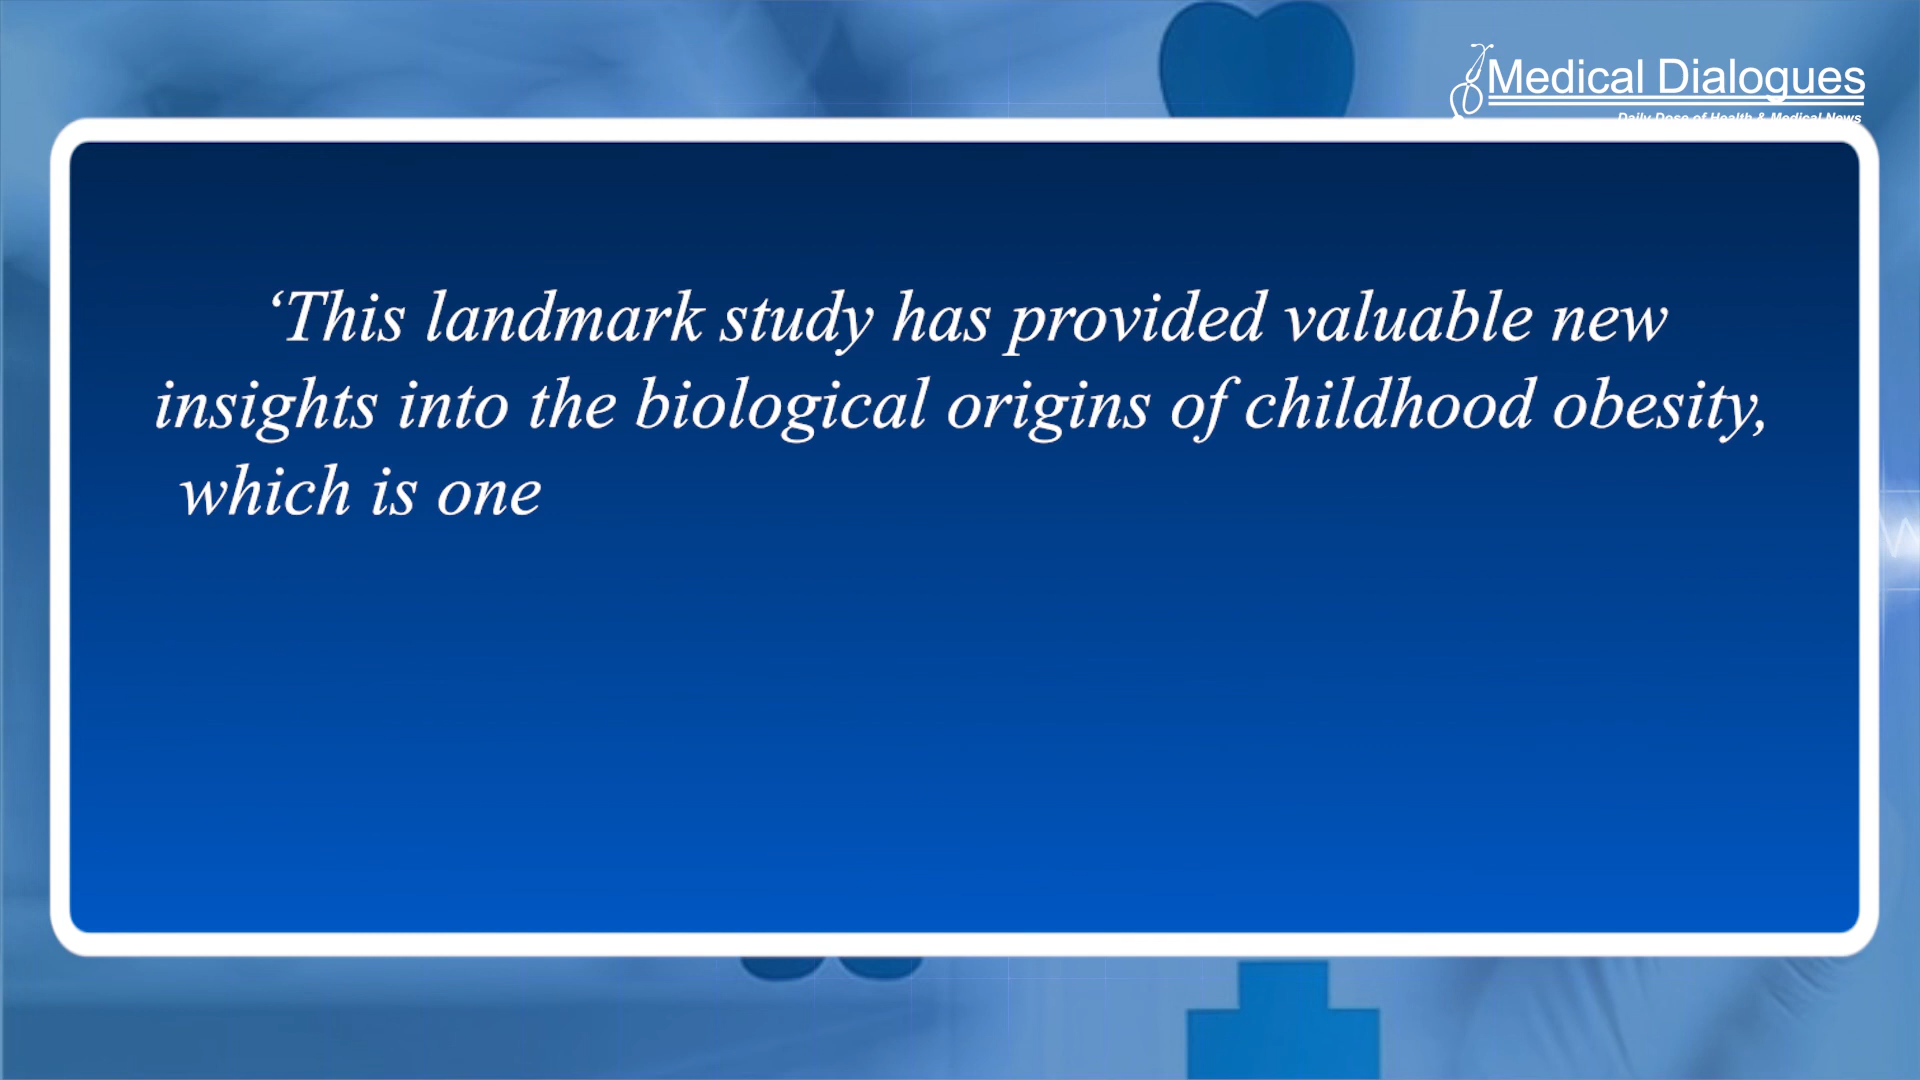 Medical Dialogues
Daily Dose of Health & Medical News
‘This landmark study has provided valuable new
insights into the biological origins of childhood obesity,
which is one